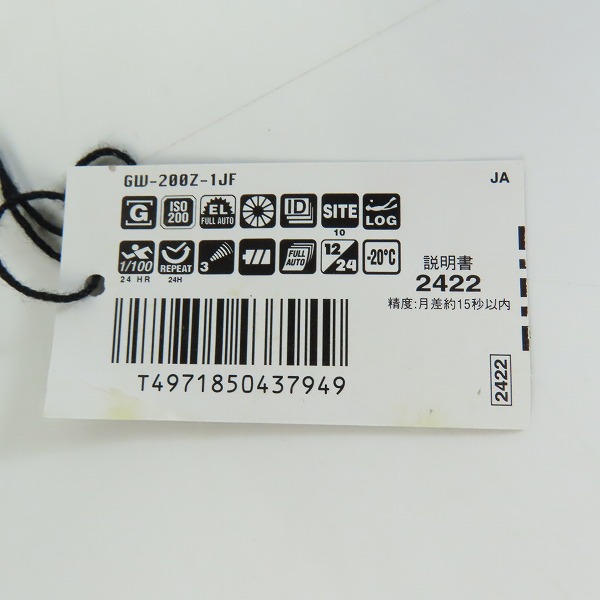 GW-200Z-1JF
JA
G
ISO 200
EL FULL AUTO
ID
SITE
10
LOG
1/100
24 HR
REPEAT
24H
3
FULL AUTO
12/24
-20°C
説明書
2422
精度:月差約15秒以内
T4971850437949
2422